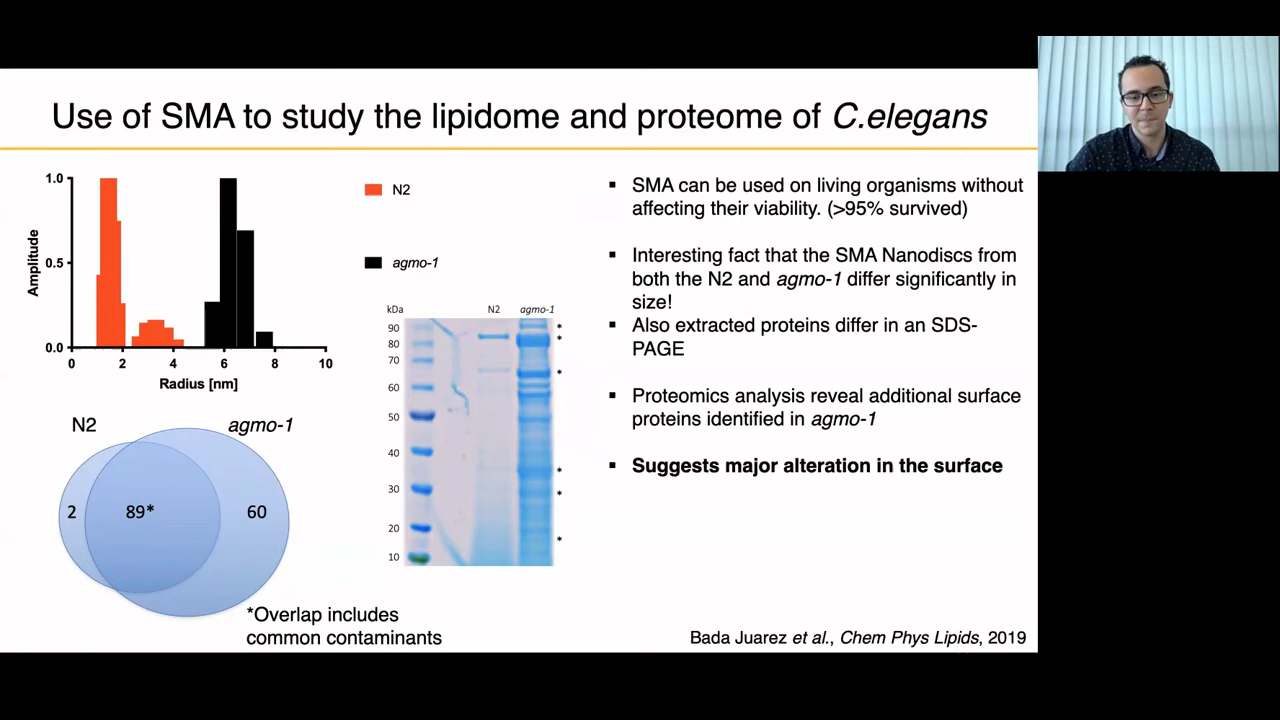 Use of SMA to study the lipidome and proteome of C.elegans
1.0
0.5
0.0
Amplitude
0 2 4 6 8 10
Radius [nm]
N2
agmo-1
kDa N2 agmo-1
90 *
80 *
70
60 *
50
40
30 *
*
20
*
10
N2 agmo-1
2 89* 60
*Overlap includes
common contaminants
▪ SMA can be used on living organisms without
affecting their viability. (>95% survived)
▪ Interesting fact that the SMA Nanodiscs from
both the N2 and agmo-1 differ significantly in
size!
▪ Also extracted proteins differ in an SDS-
PAGE
▪ Proteomics analysis reveal additional surface
proteins identified in agmo-1
▪ Suggests major alteration in the surface
Bada Juarez et al., Chem Phys Lipids, 2019